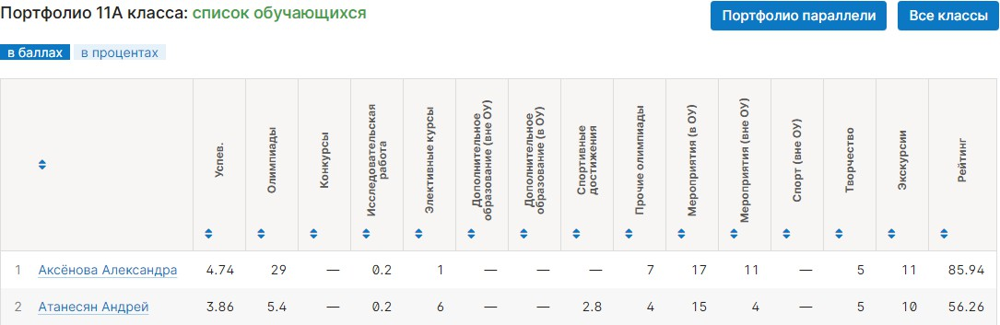 Портфолио 11А класса: список обучающихся
Портфолио параллели
Все классы
в баллах
в процентах
Успев.
Олимпиады
Конкурсы
Исследовательская
работа
Элективные курсы
Дополнительное
образование (вне ОУ)
Дополнительное
образование (в ОУ)
Спортивные
достижения
Прочие олимпиады
Мероприятия (в ОУ)
Мероприятия (вне ОУ)
Спорт (вне ОУ)
Творчество
Экскурсии
Рейтинг
1 Аксёнова Александра 4.74 29 — 0.2 1 — — — 7 17 11 — 5 11 85.94
2 Атанесян Андрей 3.86 5.4 — 0.2 6 — — 2.8 4 15 4 — 5 10 56.26